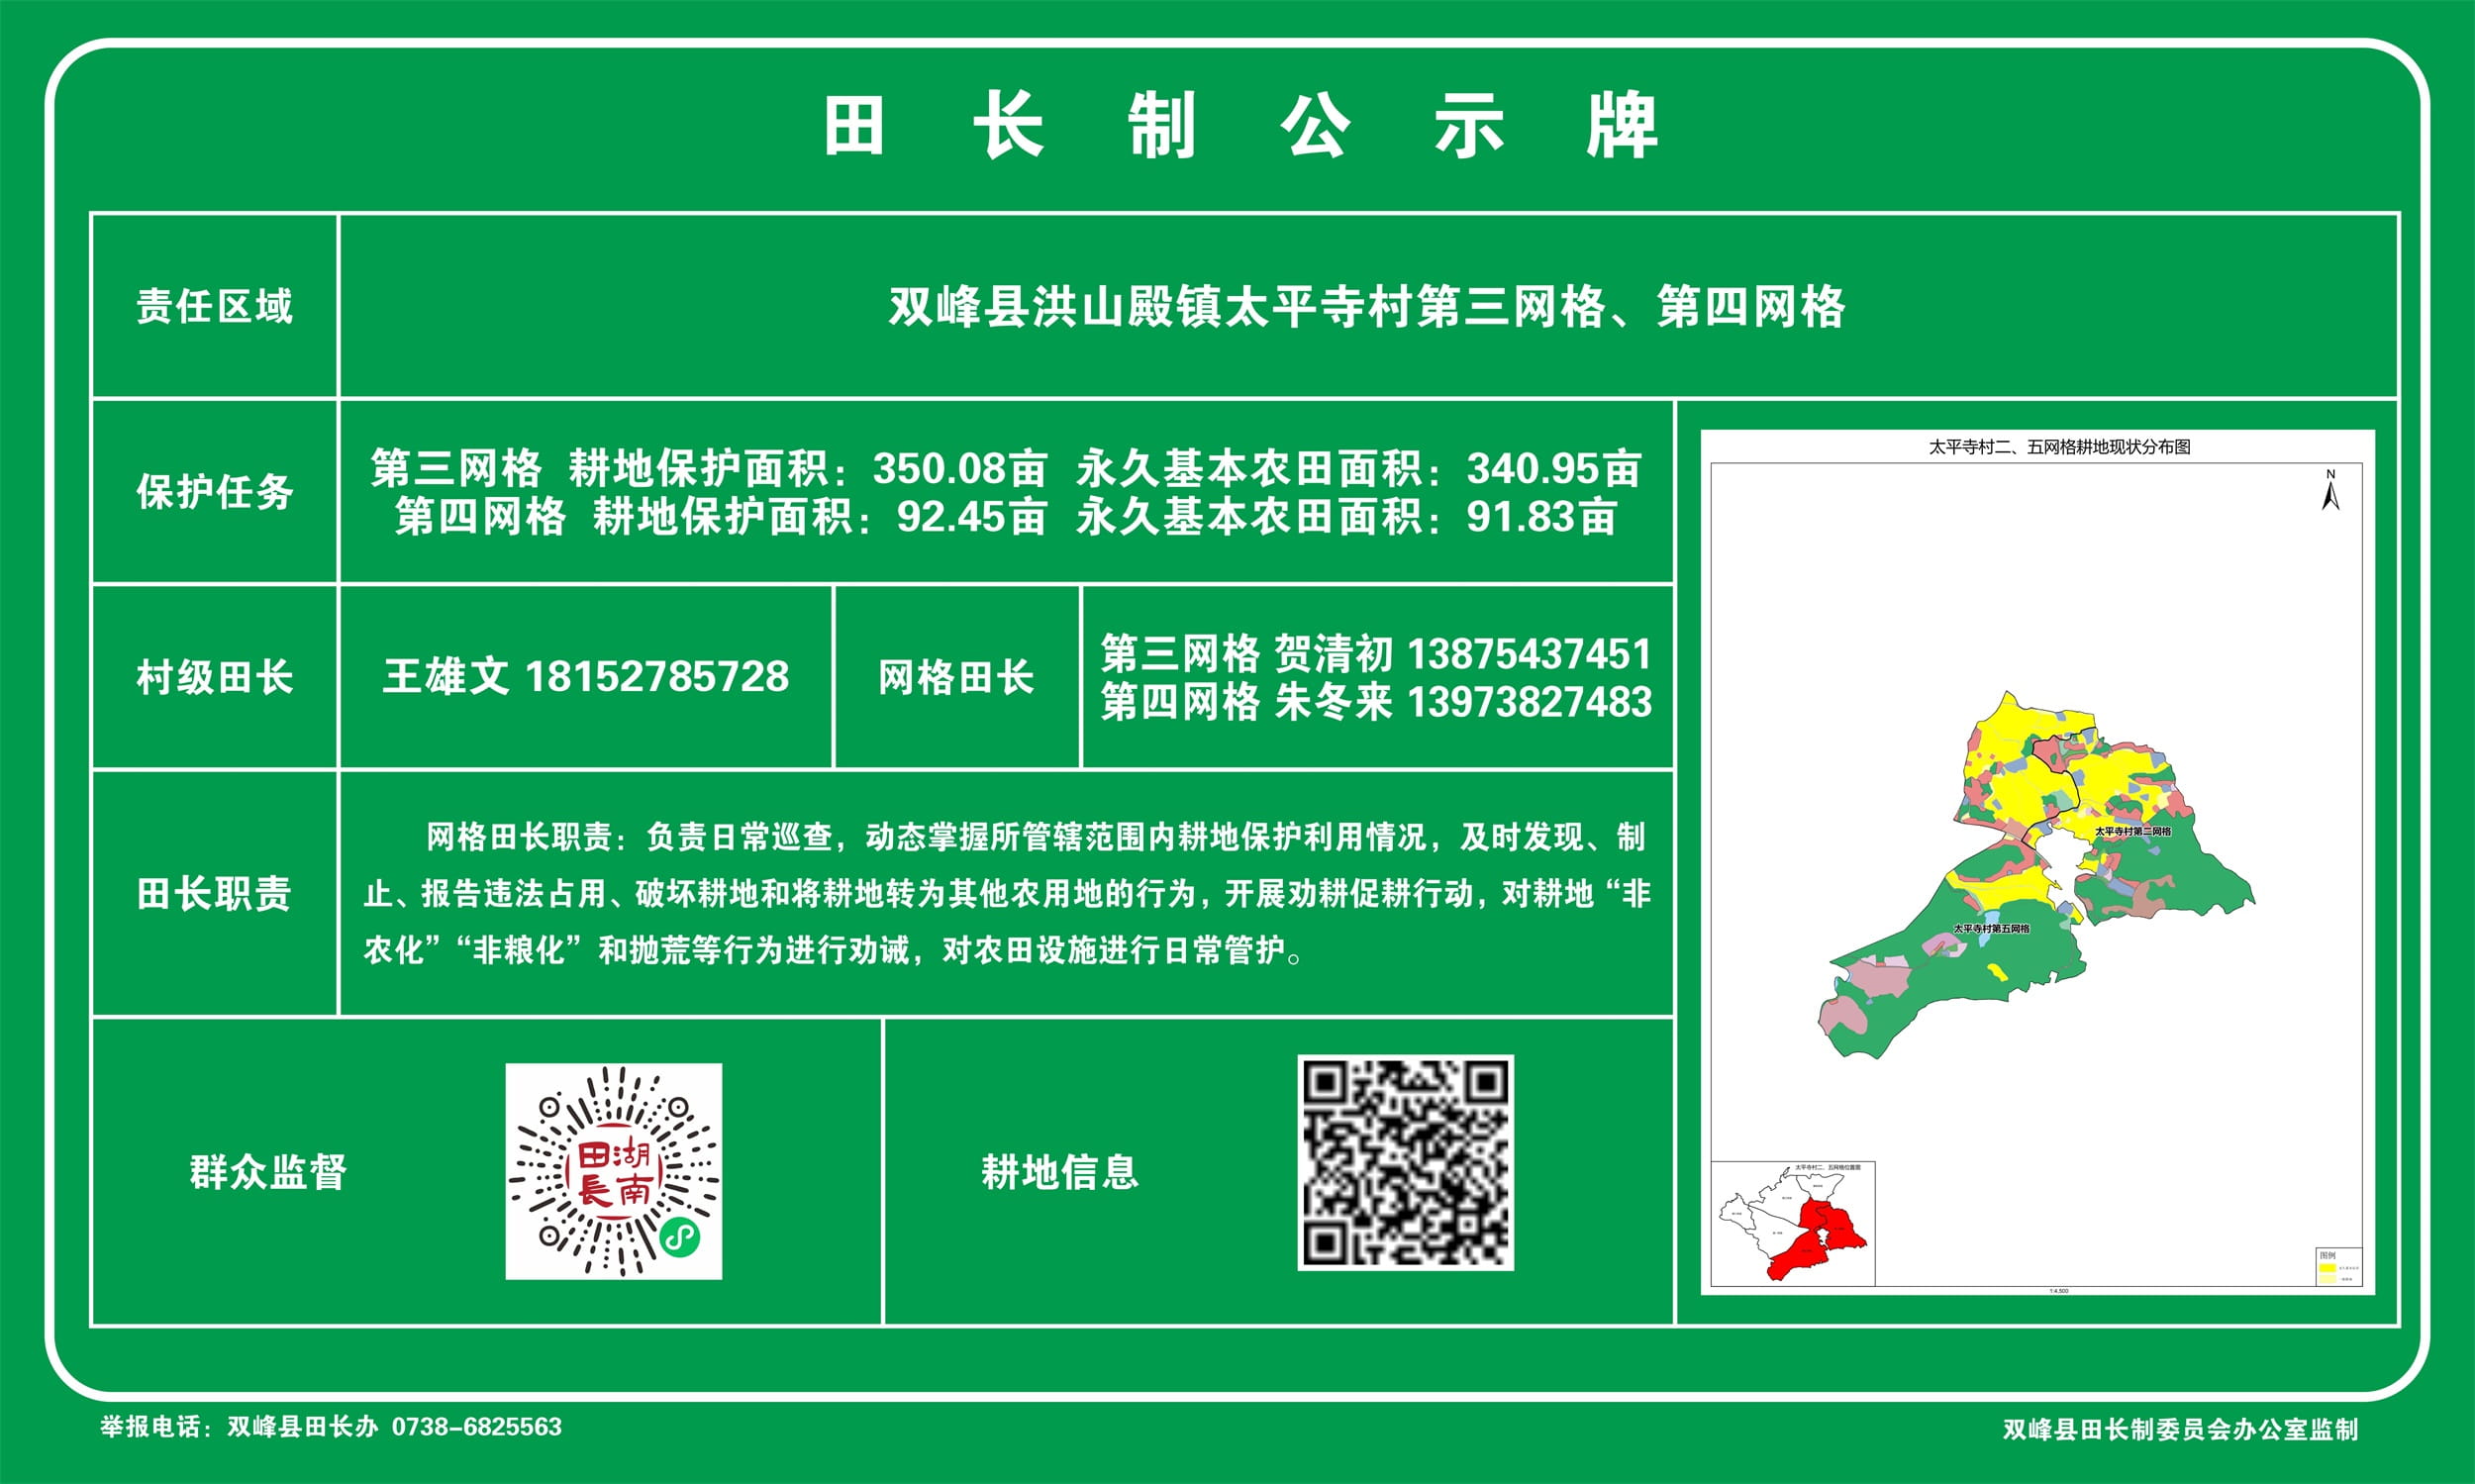 田长制公示牌
责任区域
双峰县洪山殿镇太平寺村第三网格、第四网格
保护任务
第三网格 耕地保护面积：350.08亩 永久基本农田面积：340.95亩
第四网格 耕地保护面积：92.45亩 永久基本农田面积：91.83亩
村级田长
王雄文 18152785728
网格田长
第三网格 贺清初 13875437451
第四网格 朱冬来 13973827483
田长职责
网格田长职责：负责日常巡查，动态掌握所管辖范围内耕地保护利用情况，及时发现、制
止、报告违法占用、破坏耕地和将耕地转为其他农用地的行为，开展劝耕促耕行动，对耕地“非
农化”“非粮化”和抛荒等行为进行劝诫，对农田设施进行日常管护。
群众监督
湖南
田長
耕地信息
太平寺村二、五网格耕地现状分布图
N
太平寺村第二网格
太平寺村第五网格
太平寺村二、五网格位置图
图例
1:4,500
举报电话：双峰县田长办 0738-6825563
双峰县田长制委员会办公室监制